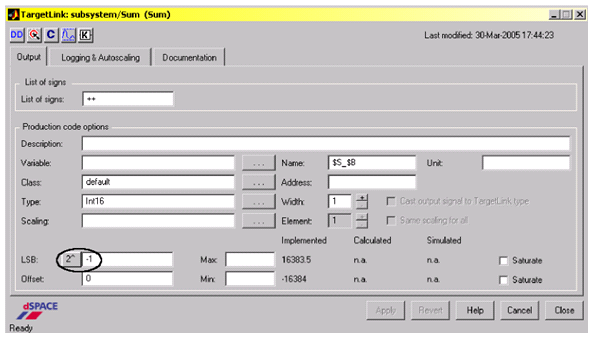 TargetLink: subsystem/Sum (Sum)
DD C K
Last modified: 30-Mar-2005 17:44:23
Output Logging & Autoscaling Documentation
List of signs
List of signs: ++
Production code options
Description:
Variable: ... Name: $S_$B Unit:
Class: default ... Address:
Type: Int16 ... Width: 1 Cast output signal to TargetLink type
Scaling: ... Element: 1 Same scaling for all
Implemented Calculated Simulated
LSB: 2^ -1 Max: 16383.5 n.a. n.a. Saturate
Offset: 0 Min: -16384 n.a. n.a. Saturate
dSPACE
Apply Revert Help Cancel Close
Ready